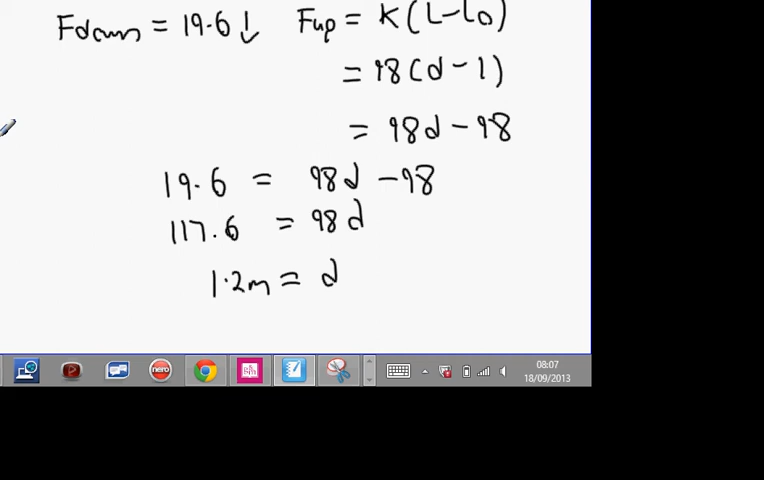 Fdown = 19.6↓ Fup = K(L-L0)
= 98(d-1)
= 98d-98
19.6 = 98d-98
117.6 = 98d
1.2m = d
nero
08:07
18/09/2013